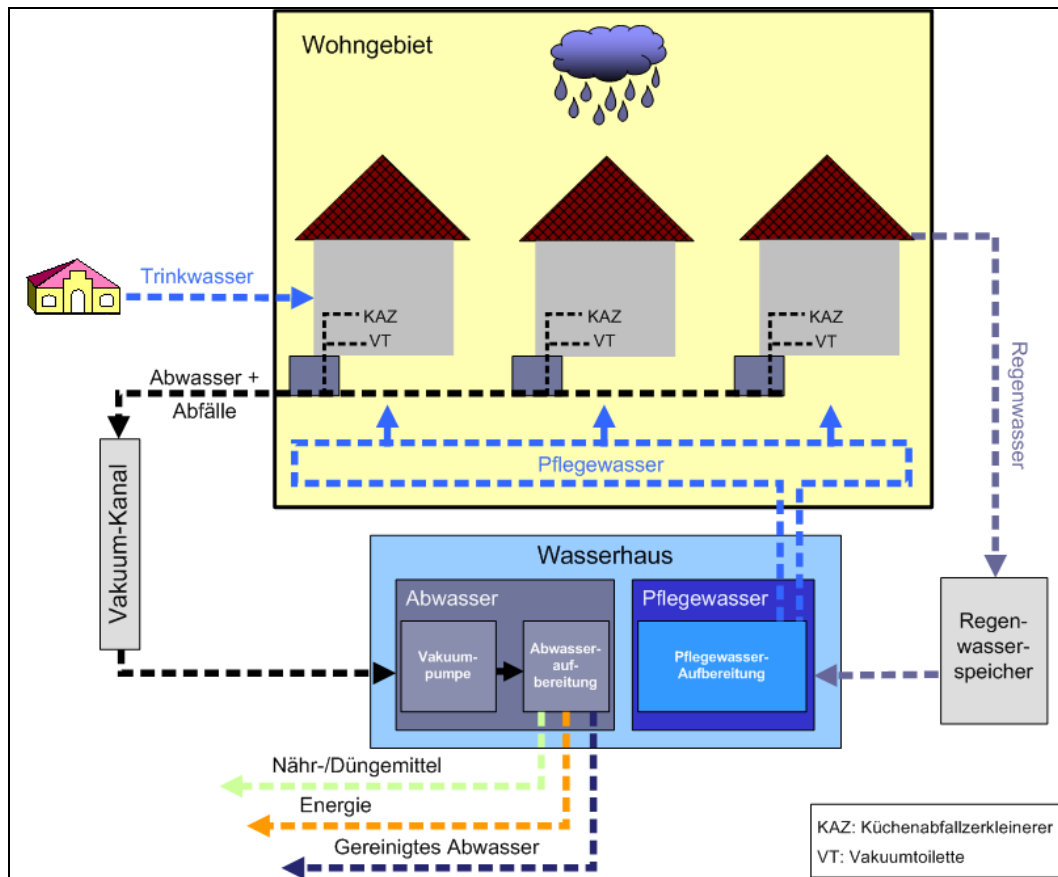 Wohngebiet
Trinkwasser
KAZ
VT
KAZ
VT
KAZ
VT
Abwasser +
Abfälle
Pflegewasser
Regenwasser
Vakuum-Kanal
Wasserhaus
Abwasser
Vakuum-
pumpe
Abwasser-
auf-
bereitung
Pflegewasser
Pflegewasser-
Aufbereitung
Regen-
wasser-
speicher
Nähr-/Düngemittel
Energie
Gereinigtes Abwasser
KAZ: Küchenabfallzerkleinerer
VT: Vakuumtoilette